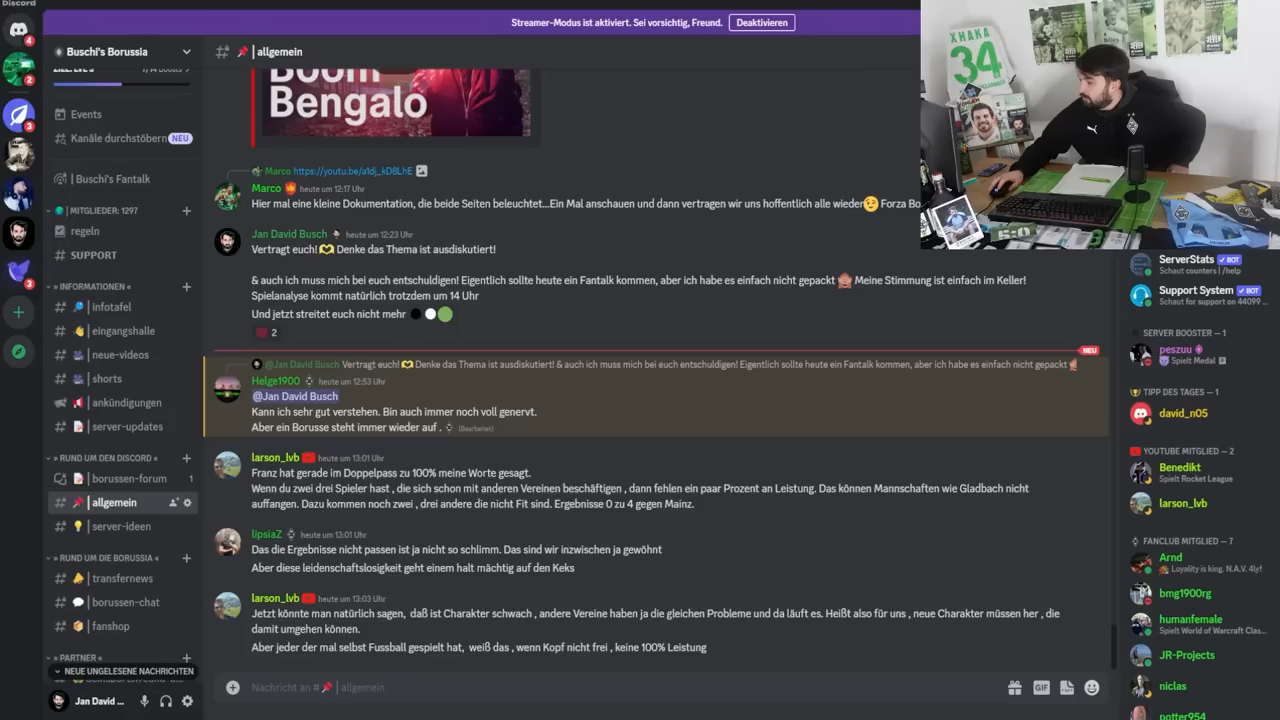 Discord
Streamer-Modus ist aktiviert. Sei vorsichtig, Freund.
Deaktivieren
4
2
3
3
Buschi's Borussia
Events
Kanäle durchstöbern NEU
| Buschi's Fantalk
| MITGLIEDER: 1297
regeln
SUPPORT
» INFORMATIONEN «
| Infotafel
| eingangshalle
| neue-videos
| shorts
| ankündigungen
| server-updates
» RUND UM DEN DISCORD «
| borussen-forum 1
| allgemein
| server-ideen
» RUND UM DIE BORUSSIA «
| transfernews
| borussen-chat
| fanshop
» PARTNER «
NEUE UNGELESENE NACHRICHTEN
Jan David ...
| allgemein
Boom
Bengalo
Marco https://youtu.be/a1dj_kD8LhE
Marco heute um 12:17 Uhr
Hier mal eine kleine Dokumentation, die beide Seiten beleuchtet...Ein Mal anschauen und dann vertragen wir uns hoffentlich alle wieder😉 Forza Bo
Jan David Busch heute um 12:23 Uhr
Vertragt euch!🫶 Denke das Thema ist ausdiskutiert!
& auch ich muss mich bei euch entschuldigen! Eigentlich sollte heute ein Fantalk kommen, aber ich habe es einfach nicht gepackt 🙈 Meine Stimmung ist einfach im Keller!
Spielanalyse kommt natürlich trotzdem um 14 Uhr
Und jetzt streitet euch nicht mehr ⚫⚪🟢
2
NEU
@Jan David Busch Vertragt euch!🫶 Denke das Thema ist ausdiskutiert! & auch ich muss mich bei euch entschuldigen! Eigentlich sollte heute ein Fantalk kommen, aber ich habe es einfach nicht gepackt🙈
Helge1900 heute um 12:53 Uhr
@Jan David Busch
Kann ich sehr gut verstehen. Bin auch immer noch voll genervt.
Aber ein Borusse steht immer wieder auf . (Bearbeitet)
larson_lvb heute um 13:01 Uhr
Franz hat gerade im Doppelpass zu 100% meine Worte gesagt.
Wenn du zwei drei Spieler hast , die sich schon mit anderen Vereinen beschäftigen , dann fehlen ein paar Prozent an Leistung. Das können Mannschaften wie Gladbach nicht
auffangen. Dazu kommen noch zwei , drei andere die nicht Fit sind. Ergebnisse 0 zu 4 gegen Mainz.
lipsiaZ heute um 13:01 Uhr
Das die Ergebnisse nicht passen ist ja nicht so schlimm. Das sind wir inzwischen ja gewöhnt
Aber diese leidenschaftslosigkeit geht einem halt mächtig auf den Keks
larson_lvb heute um 13:03 Uhr
Jetzt könnte man natürlich sagen, daß ist Charakter schwach , andere Vereine haben ja die gleichen Probleme und da läuft es. Heißt also für uns , neue Charakter müssen her , die
damit umgehen können.
Aber jeder der mal selbst Fussball gespielt hat, weiß das , wenn Kopf nicht frei , keine 100% Leistung
Nachricht an # | allgemein
GIF
XHAKA
34
ServerStats BOT
Schaut counters | /help
Support System BOT
Schaut for support on 44099 ...
SERVER BOOSTER — 1
peszuu
Spielt Medal
TIPP DES TAGES — 1
david_n05
YOUTUBE MITGLIED — 2
Benedikt
Spielt Rocket League
larson_lvb
FANCLUB MITGLIED — 7
Arnd
Loyality is king. N.A.V. 4ly!
bmg1900rg
humanfemale
Spielt World of Warcraft Clas...
JR-Projects
niclas
potter954